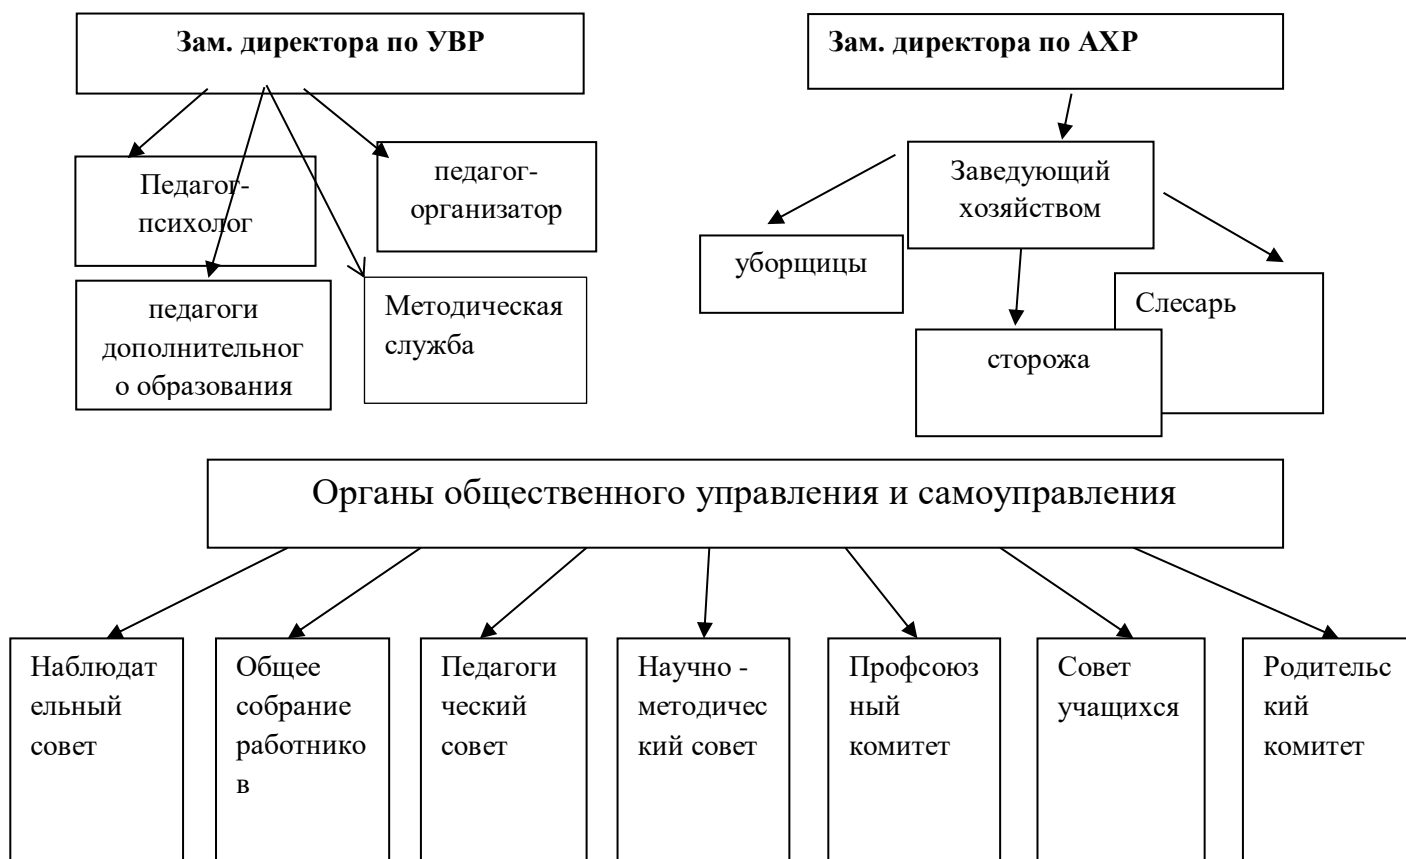 Зам. директора по УВР
Зам. директора по АХР
Педагог-
психолог
педагог-
организатор
Заведующий
хозяйством
уборщицы
педагоги
дополнительног
о образования
Методическая
служба
Слесарь
сторожа
Органы общественного управления и самоуправления
Наблюдат
ельный
совет
Общее
собрание
работнико
в
Педагоги
ческий
совет
Научно -
методичес
кий совет
Профсоюз
ный
комитет
Совет
учащихся
Родительс
кий
комитет